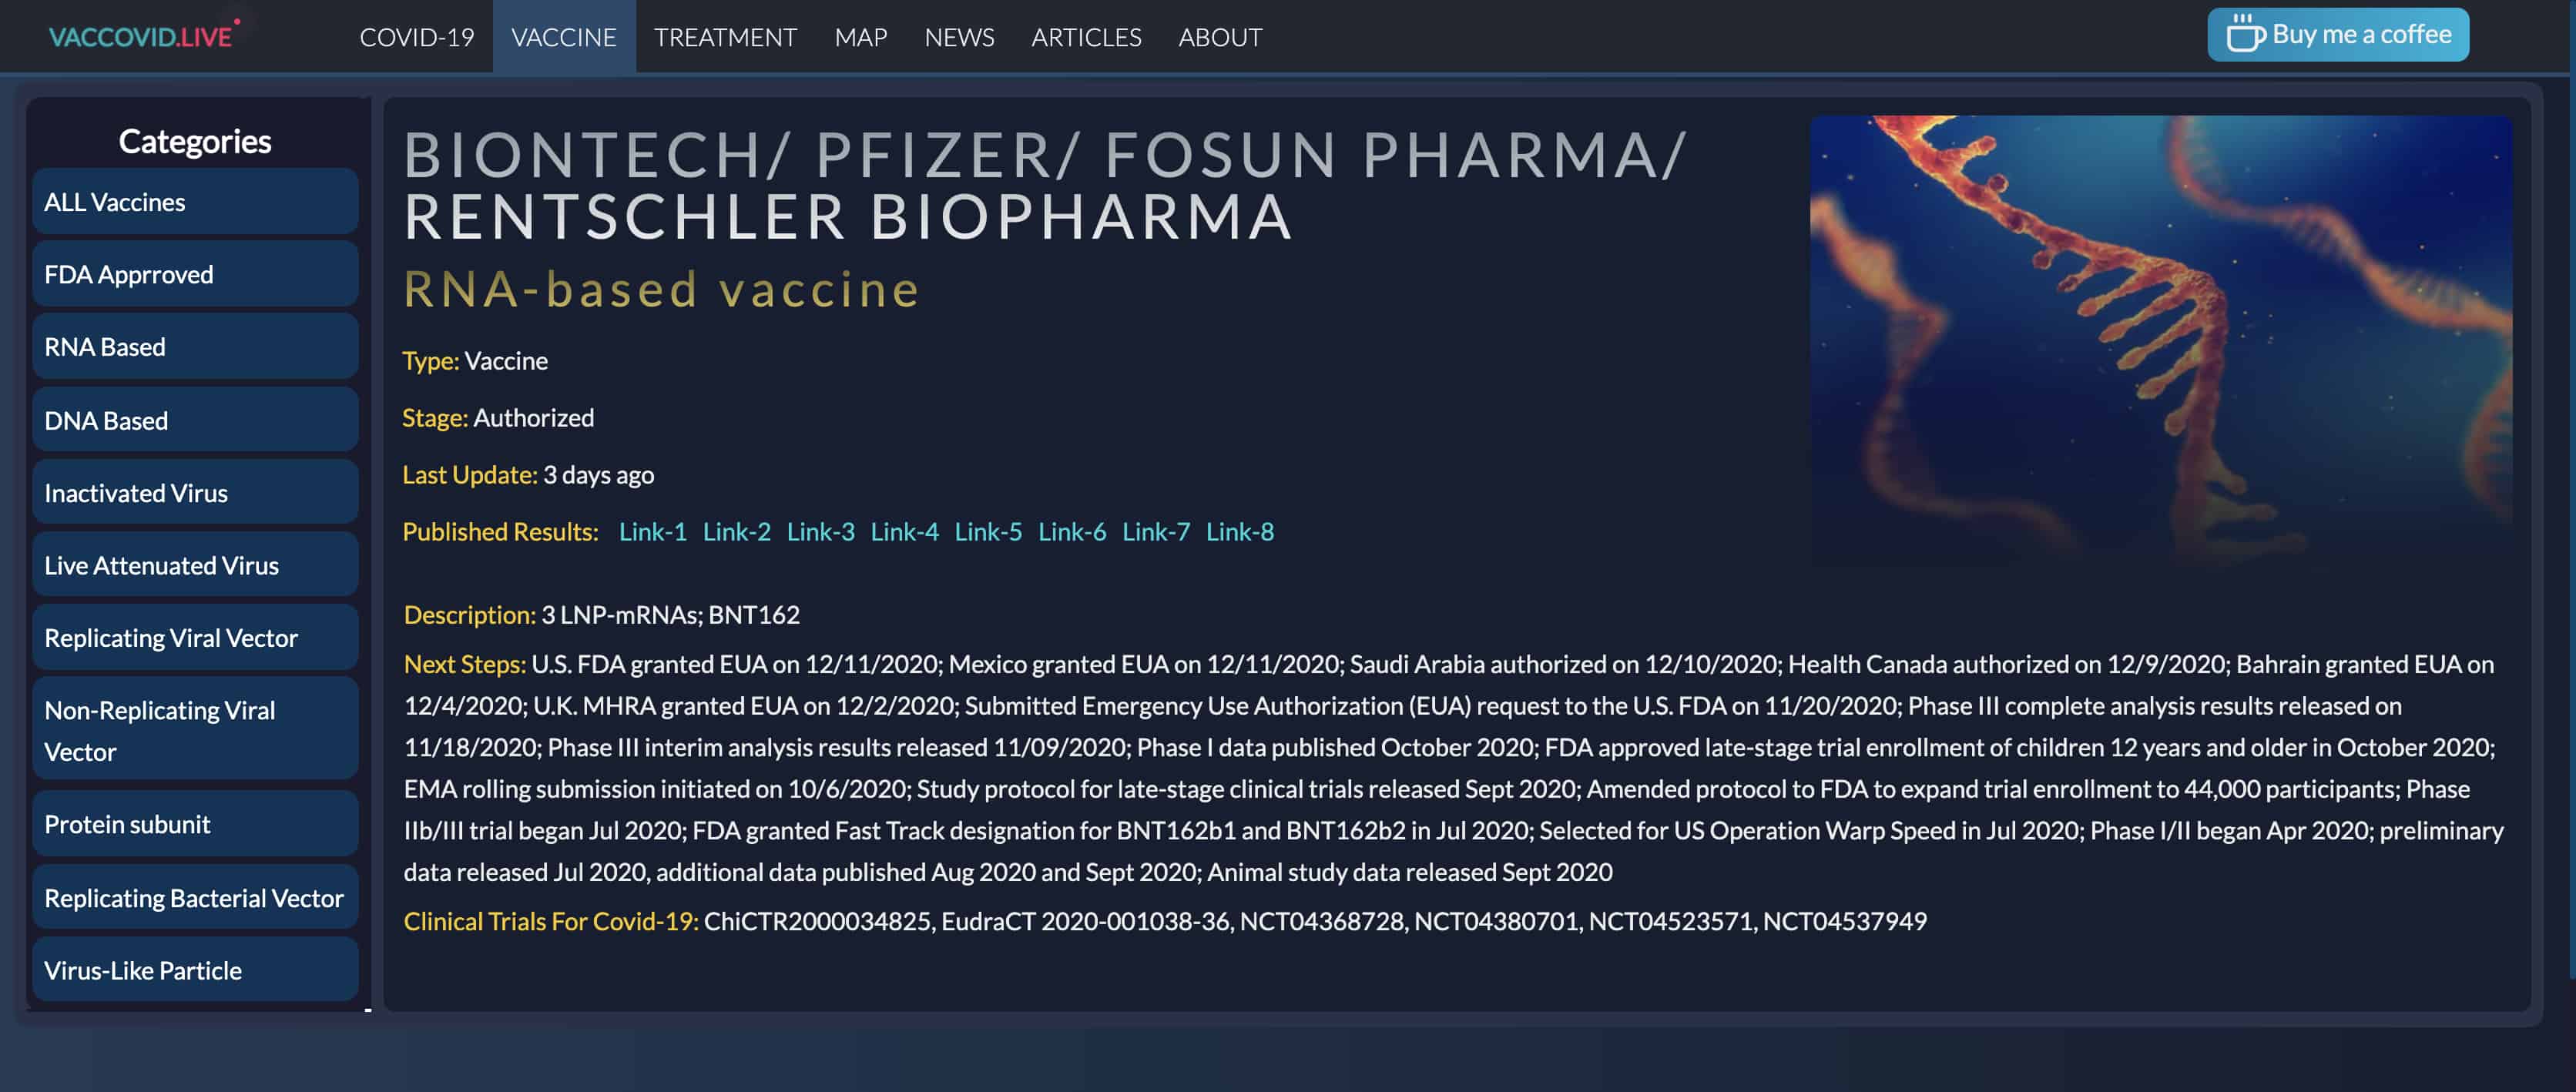 VACCOVID.LIVE
COVID-19 VACCINE TREATMENT MAP NEWS ARTICLES ABOUT
Buy me a coffee
Categories
ALL Vaccines
FDA Apprroved
RNA Based
DNA Based
Inactivated Virus
Live Attenuated Virus
Replicating Viral Vector
Non-Replicating Viral
Vector
Protein subunit
Replicating Bacterial Vector
Virus-Like Particle
BIONTECH/ PFIZER/ FOSUN PHARMA/
RENTSCHLER BIOPHARMA
RNA-based vaccine
Type: Vaccine
Stage: Authorized
Last Update: 3 days ago
Published Results: Link-1 Link-2 Link-3 Link-4 Link-5 Link-6 Link-7 Link-8
Description: 3 LNP-mRNAs; BNT162
Next Steps: U.S. FDA granted EUA on 12/11/2020; Mexico granted EUA on 12/11/2020; Saudi Arabia authorized on 12/10/2020; Health Canada authorized on 12/9/2020; Bahrain granted EUA on
12/4/2020; U.K. MHRA granted EUA on 12/2/2020; Submitted Emergency Use Authorization (EUA) request to the U.S. FDA on 11/20/2020; Phase III complete analysis results released on
11/18/2020; Phase III interim analysis results released 11/09/2020; Phase I data published October 2020; FDA approved late-stage trial enrollment of children 12 years and older in October 2020;
EMA rolling submission initiated on 10/6/2020; Study protocol for late-stage clinical trials released Sept 2020; Amended protocol to FDA to expand trial enrollment to 44,000 participants; Phase
IIb/III trial began Jul 2020; FDA granted Fast Track designation for BNT162b1 and BNT162b2 in Jul 2020; Selected for US Operation Warp Speed in Jul 2020; Phase I/II began Apr 2020; preliminary
data released Jul 2020, additional data published Aug 2020 and Sept 2020; Animal study data released Sept 2020
Clinical Trials For Covid-19: ChiCTR2000034825, EudraCT 2020-001038-36, NCT04368728, NCT04380701, NCT04523571, NCT04537949